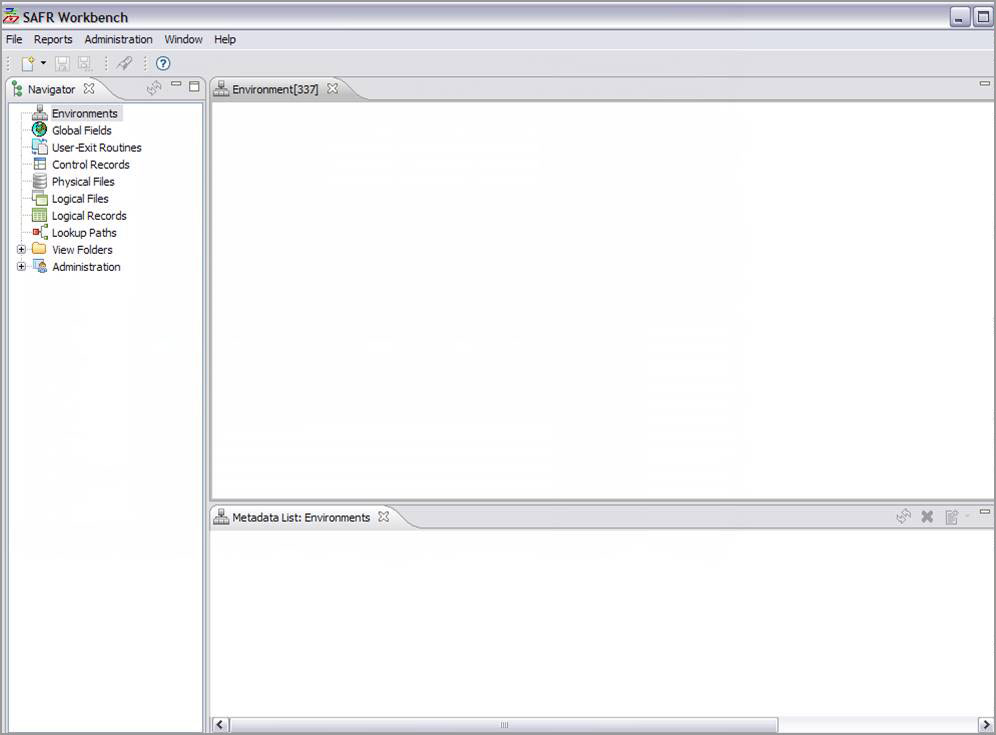 SAFR Workbench
File Reports Administration Window Help
Navigator
Environments
Global Fields
User-Exit Routines
Control Records
Physical Files
Logical Files
Logical Records
Lookup Paths
View Folders
Administration
Environment[337]
Metadata List: Environments